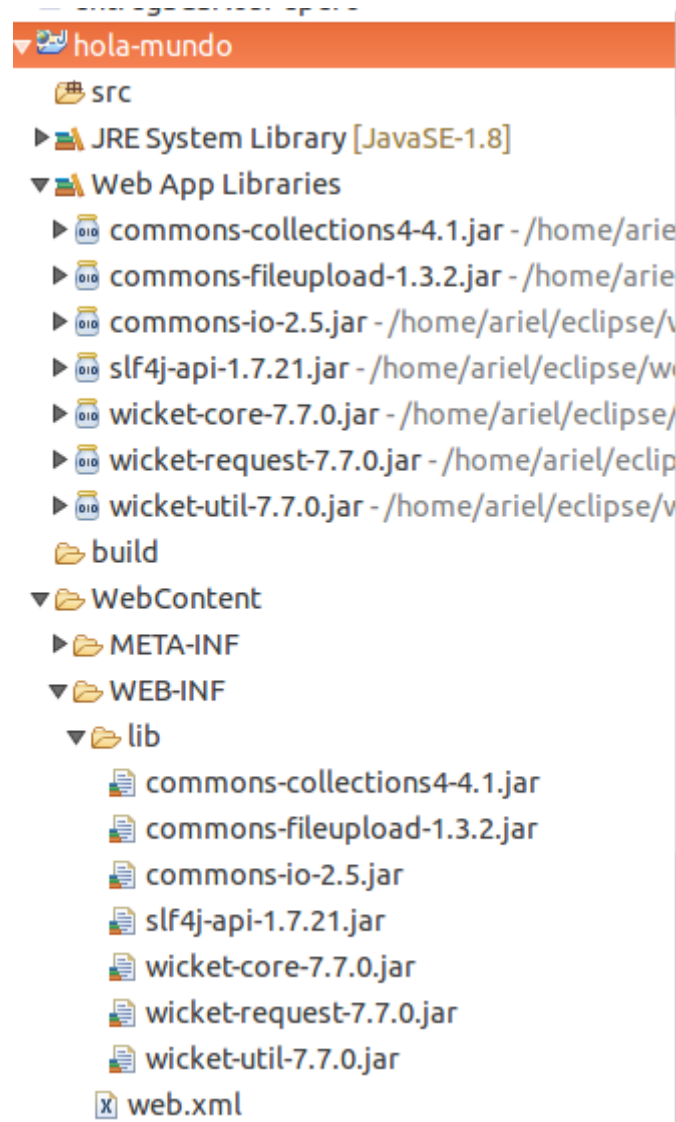 hola-mundo
src
JRE System Library [JavaSE-1.8]
Web App Libraries
commons-collections4-4.1.jar - /home/arie
commons-fileupload-1.3.2.jar - /home/arie
commons-io-2.5.jar - /home/ariel/eclipse/
slf4j-api-1.7.21.jar - /home/ariel/eclipse/w
wicket-core-7.7.0.jar - /home/ariel/eclipse/
wicket-request-7.7.0.jar - /home/ariel/eclip
wicket-util-7.7.0.jar - /home/ariel/eclipse/
build
WebContent
META-INF
WEB-INF
lib
commons-collections4-4.1.jar
commons-fileupload-1.3.2.jar
commons-io-2.5.jar
slf4j-api-1.7.21.jar
wicket-core-7.7.0.jar
wicket-request-7.7.0.jar
wicket-util-7.7.0.jar
web.xml